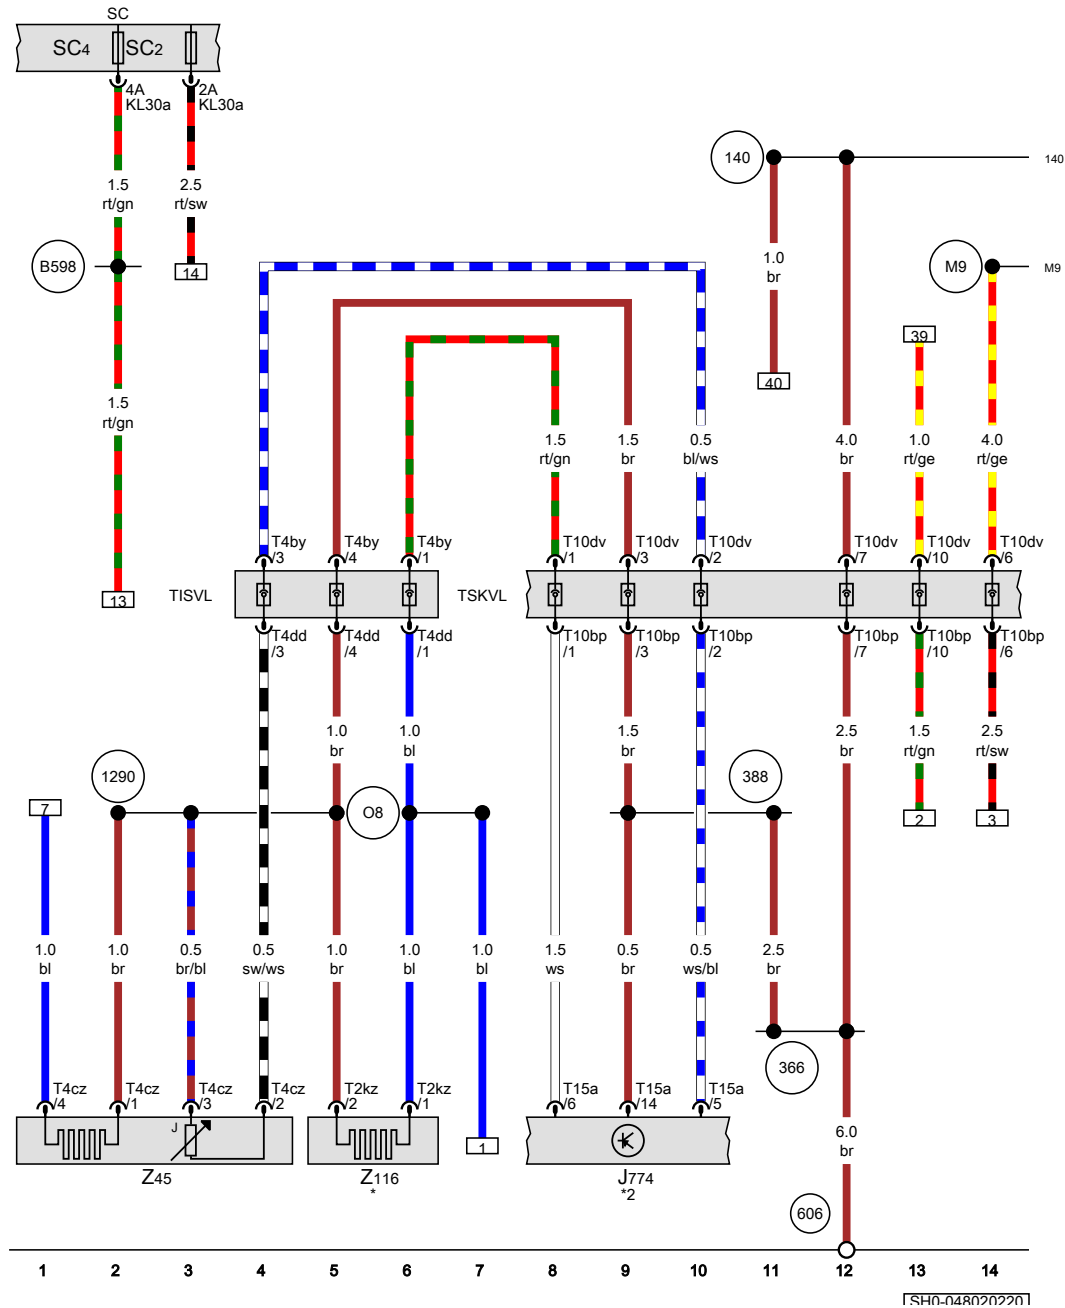 SC
SC4 SC2
4A
KL30a
2A
KL30a
1.5
rt/gn
2.5
rt/sw
140
140
B598
14
1.0
br
M9
M9
39
40
1.5
rt/gn
1.5
rt/gn
1.5
br
0.5
bl/ws
4.0
br
1.0
rt/ge
4.0
rt/ge
T4by
/3
T4by
/4
T4by
/1
T10dv
/1
T10dv
/3
T10dv
/2
T10dv
/7
T10dv
/10
T10dv
/6
13
TISVL
TSKVL
T4dd
/3
T4dd
/4
T4dd
/1
T10bp
/1
T10bp
/3
T10bp
/2
T10bp
/7
T10bp
/10
T10bp
/6
1.0
br
1.0
bl
1.5
br
2.5
br
1.5
rt/gn
2.5
rt/sw
1290
388
7
O8
2
3
1.0
bl
1.0
br
0.5
br/bl
0.5
sw/ws
1.0
br
1.0
bl
1.0
bl
1.5
ws
0.5
br
0.5
ws/bl
2.5
br
366
T4cz
/4
T4cz
/1
T4cz
/3
T4cz
/2
T2kz
/2
T2kz
/1
T15a
/6
T15a
/14
T15a
/5
J
1
6.0
br
Z45
Z116
*
J774
*2
606
1 2 3 4 5 6 7 8 9 10 11 12 13 14
SH0-048020220